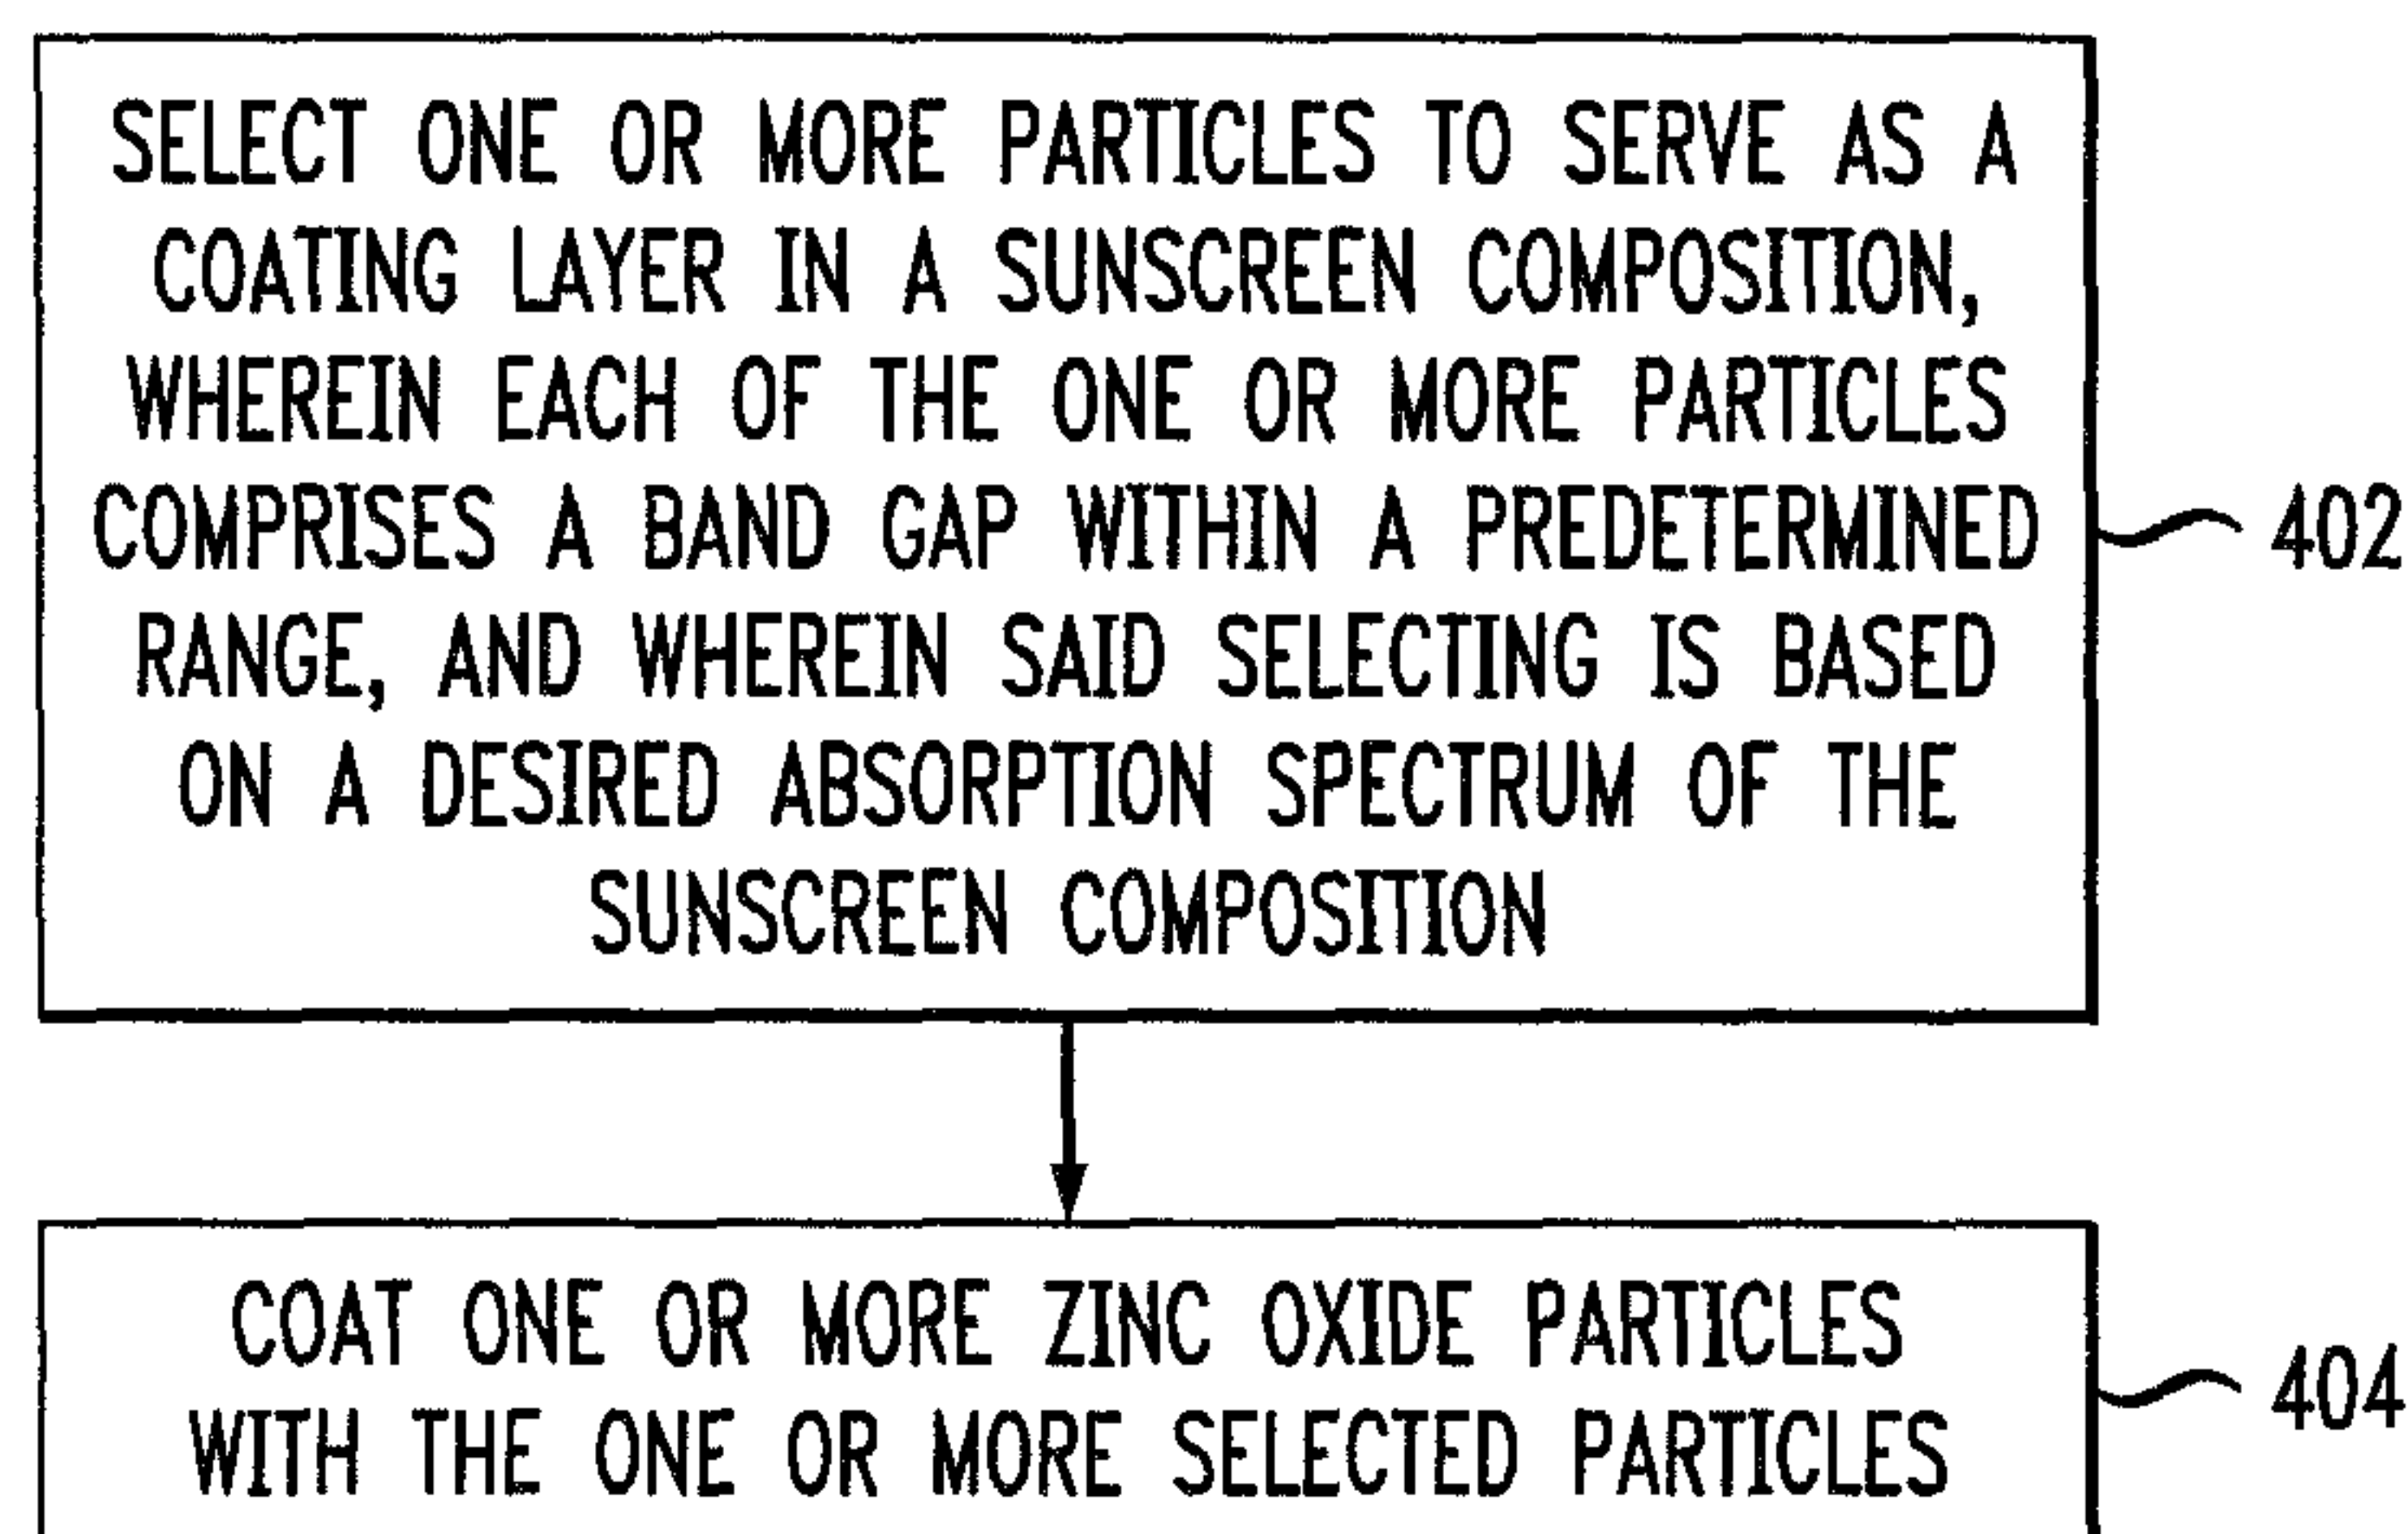 SELECT ONE OR MORE PARTICLES TO SERVE AS A
COATING LAYER IN A SUNSCREEN COMPOSITION,
WHEREIN EACH OF THE ONE OR MORE PARTICLES
COMPRISES A BAND GAP WITHIN A PREDETERMINED
RANGE, AND WHEREIN SAID SELECTING IS BASED
ON A DESIRED ABSORPTION SPECTRUM OF THE
SUNSCREEN COMPOSITION
402
COAT ONE OR MORE ZINC OXIDE PARTICLES
WITH THE ONE OR MORE SELECTED PARTICLES
404